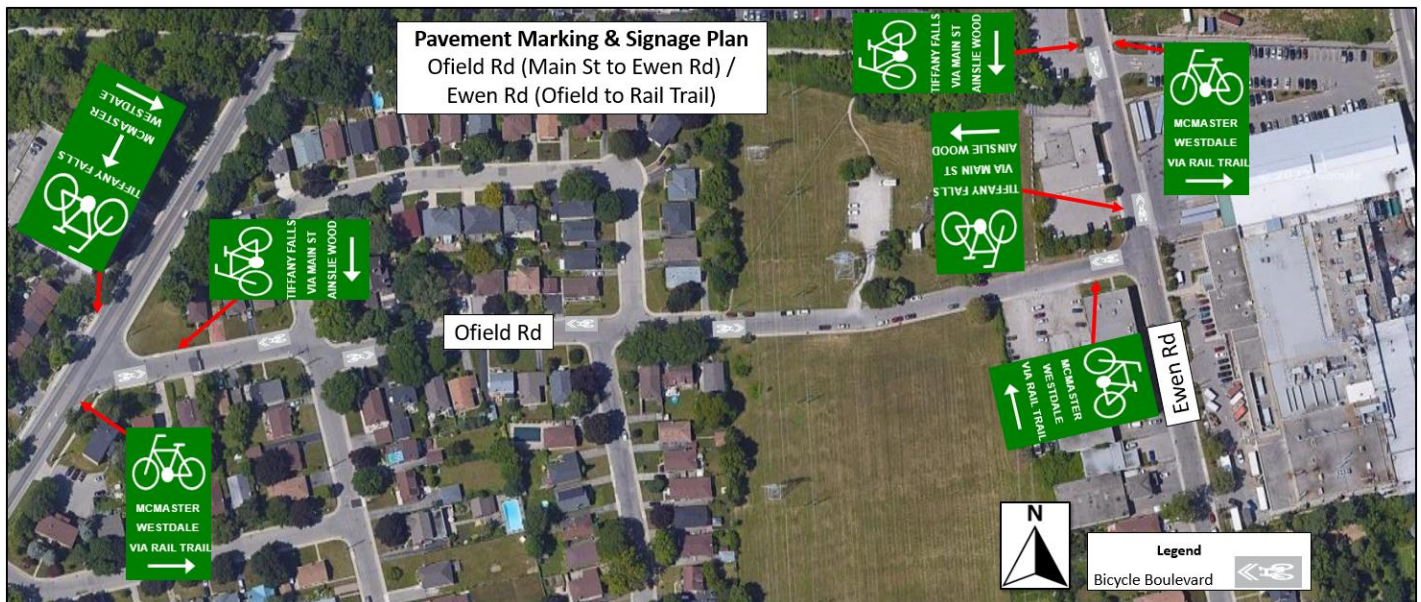 Pavement Marking & Signage Plan
Ofield Rd (Main St to Ewen Rd) /
Ewen Rd (Ofield to Rail Trail)
TIFFANY FALLS
VIA MAIN ST
AINSLIE WOOD
MCMASTER
WESTDALE
VIA RAIL TRAIL
WESTDALE
MCMASTER
TIFFANY FALLS
AINSLIE WOOD
VIA MAIN ST
TIFFANY FALLS
TIFFANY FALLS
VIA MAIN ST
AINSLIE WOOD
Ofield Rd
MCMASTER
WESTDALE
VIA RAIL TRAIL
Ewen Rd
MCMASTER
WESTDALE
VIA RAIL TRAIL
N
Legend
Bicycle Boulevard